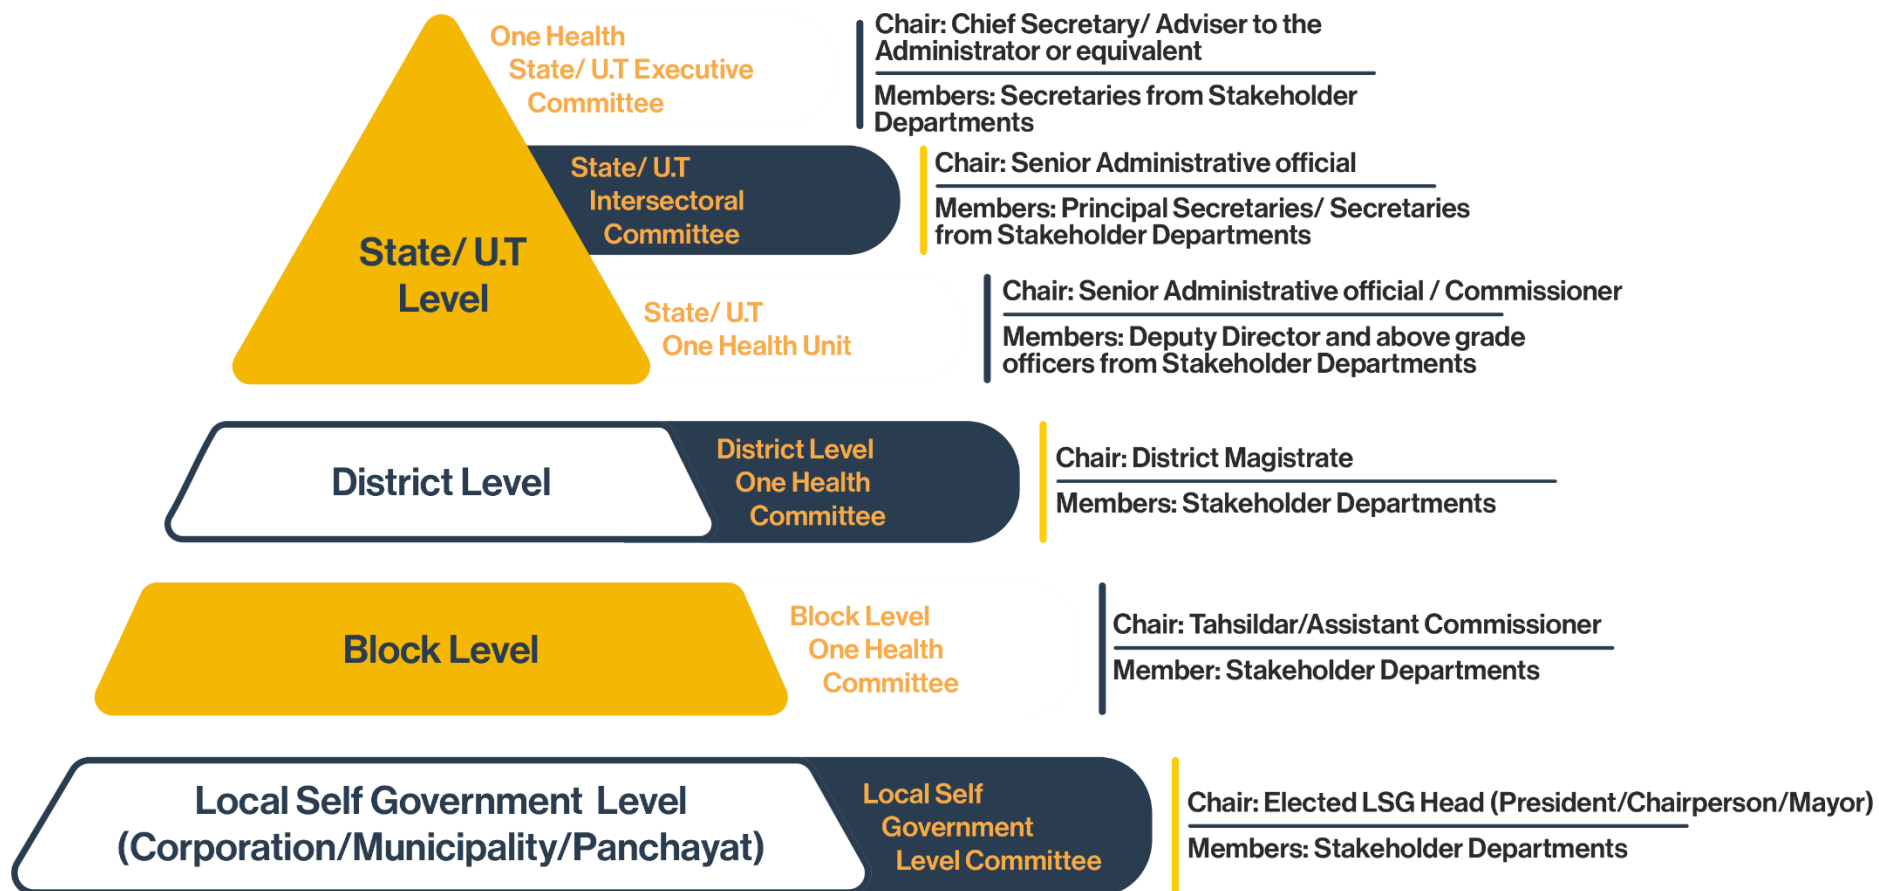 One Health
State/ U.T Executive
Committee
Chair: Chief Secretary/ Adviser to the
Administrator or equivalent
Members: Secretaries from Stakeholder
Departments
State/ U.T
Level
State/ U.T
Intersectoral
Committee
Chair: Senior Administrative official
Members: Principal Secretaries/ Secretaries
from Stakeholder Departments
State/ U.T
One Health Unit
Chair: Senior Administrative official / Commissioner
Members: Deputy Director and above grade
officers from Stakeholder Departments
District Level
District Level
One Health
Committee
Chair: District Magistrate
Members: Stakeholder Departments
Block Level
Block Level
One Health
Committee
Chair: Tahsildar/Assistant Commissioner
Member: Stakeholder Departments
Local Self Government Level
(Corporation/Municipality/Panchayat)
Local Self
Government
Level Committee
Chair: Elected LSG Head (President/Chairperson/Mayor)
Members: Stakeholder Departments